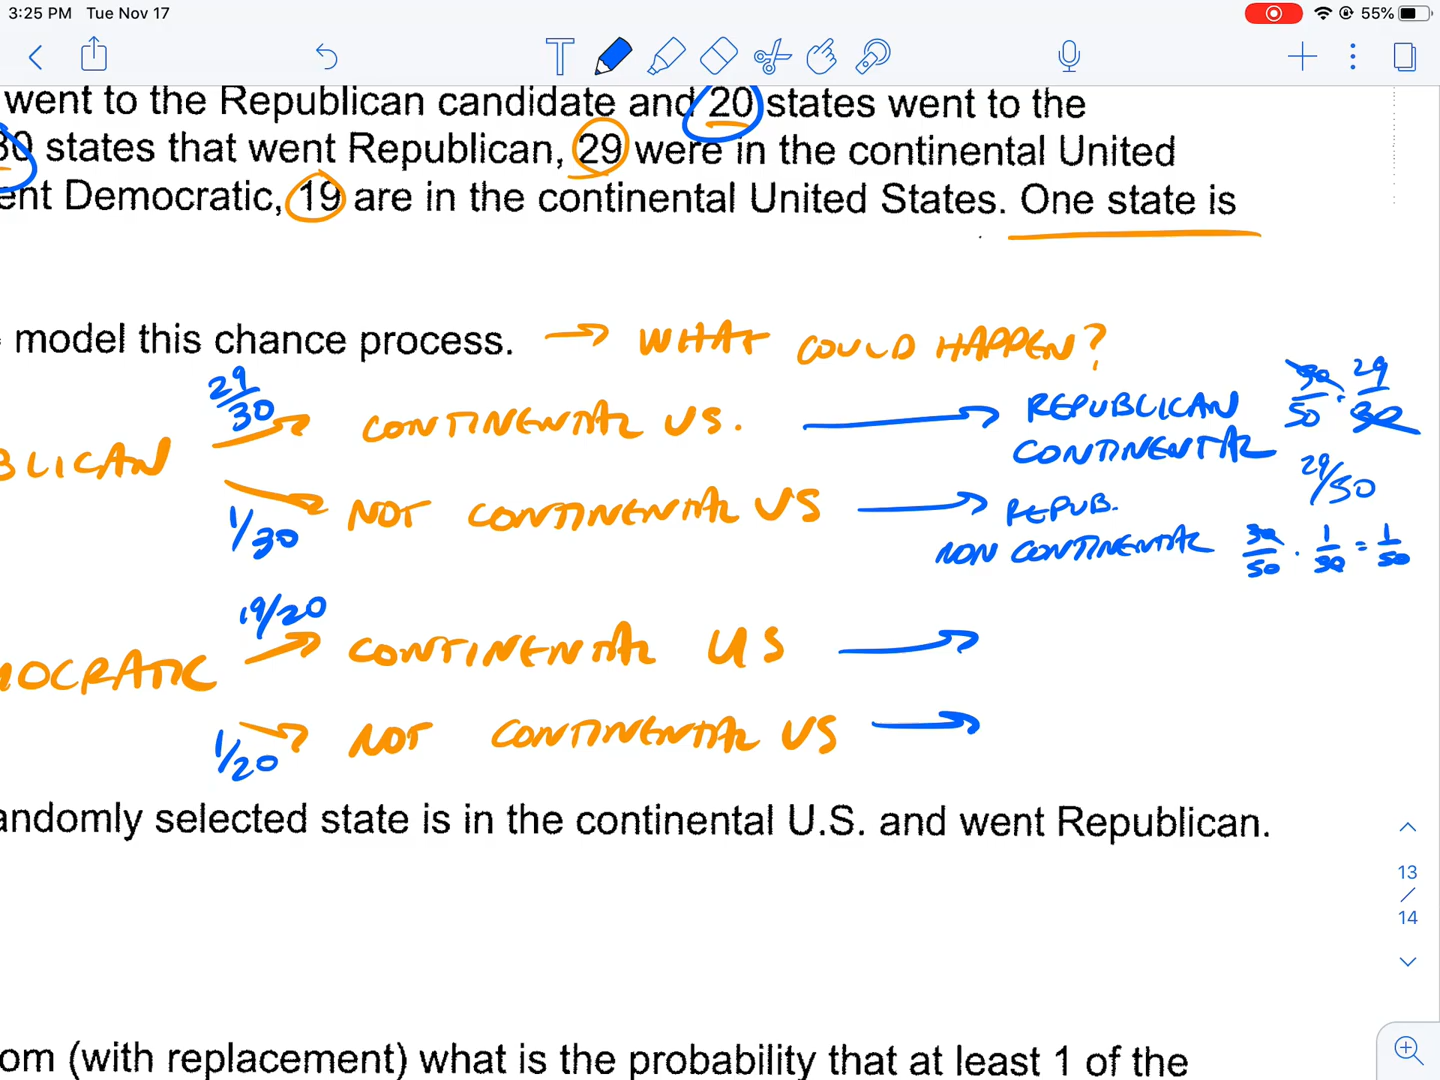 3:25 PM Tue Nov 17 55%
T
went to the Republican candidate and 20 states went to the
30 states that went Republican, 29 were in the continental United
ent Democratic, 19 are in the continental United States. One state is
model this chance process. → WHAT COULD HAPPEN?
29/30 CONTINENTAL US. → REPUBLICAN CONTINENTAL 30/50 · 29/30
29/50
BLICAN
1/30 NOT CONTINENTAL US → REPUB.
NON CONTINENTAL 30/50 · 1/30 = 1/50
19/20 CONTINENTAL US →
MOCRATIC
1/20 NOT CONTINENTAL US →
andomly selected state is in the continental U.S. and went Republican.
13
/
14
om (with replacement) what is the probability that at least 1 of the